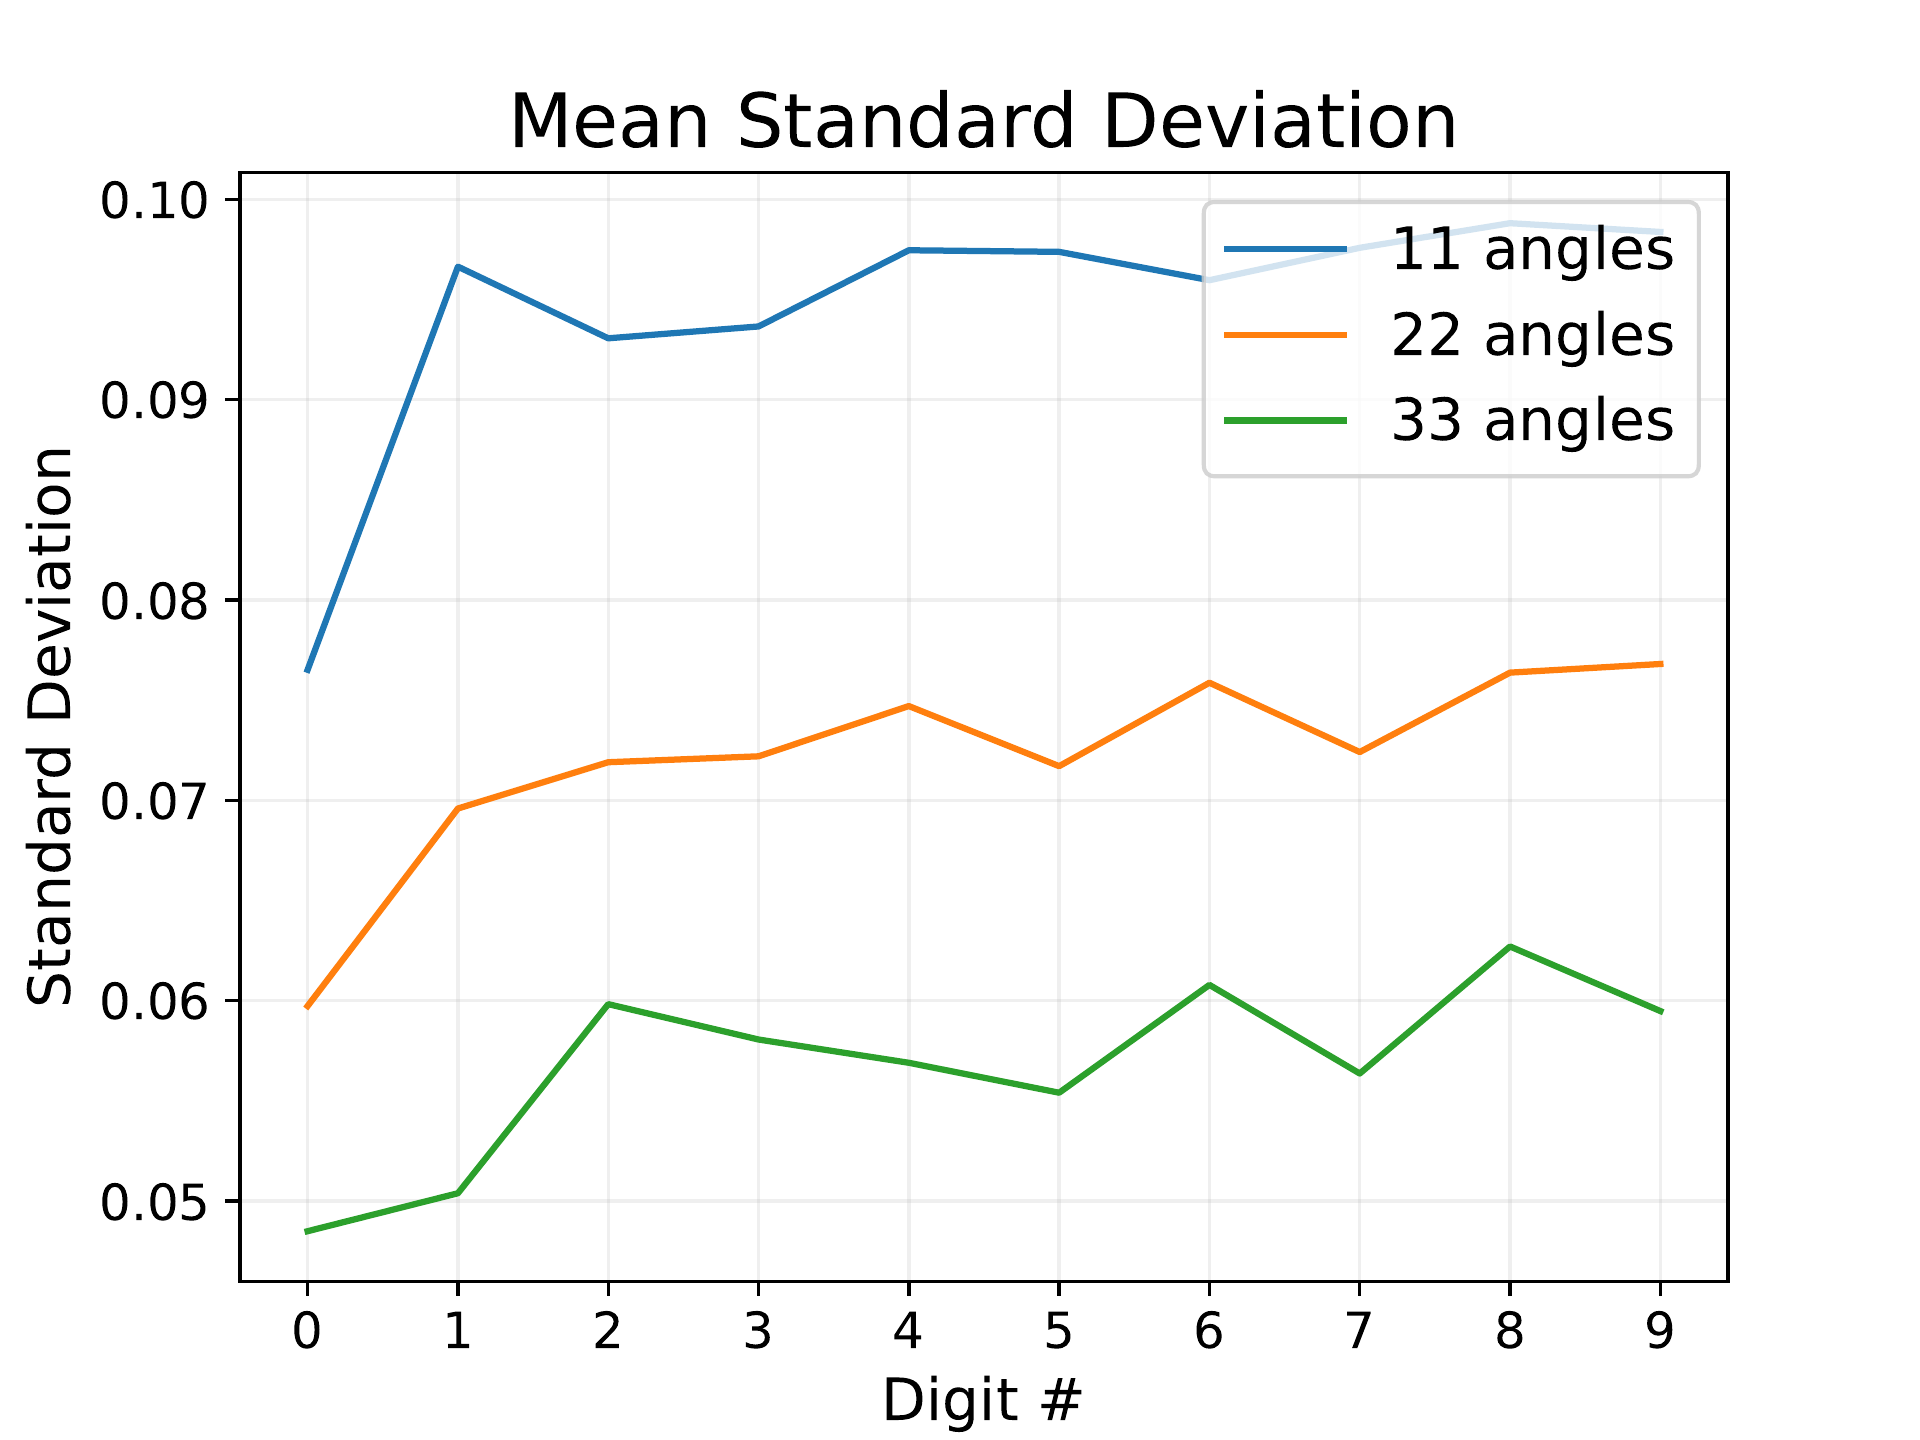 Mean Standard Deviation
0.10
0.09
0.08
0.07
0.06
0.05
Standard Deviation
11 angles
22 angles
33 angles
0 1 2 3 4 5 6 7 8 9
Digit #